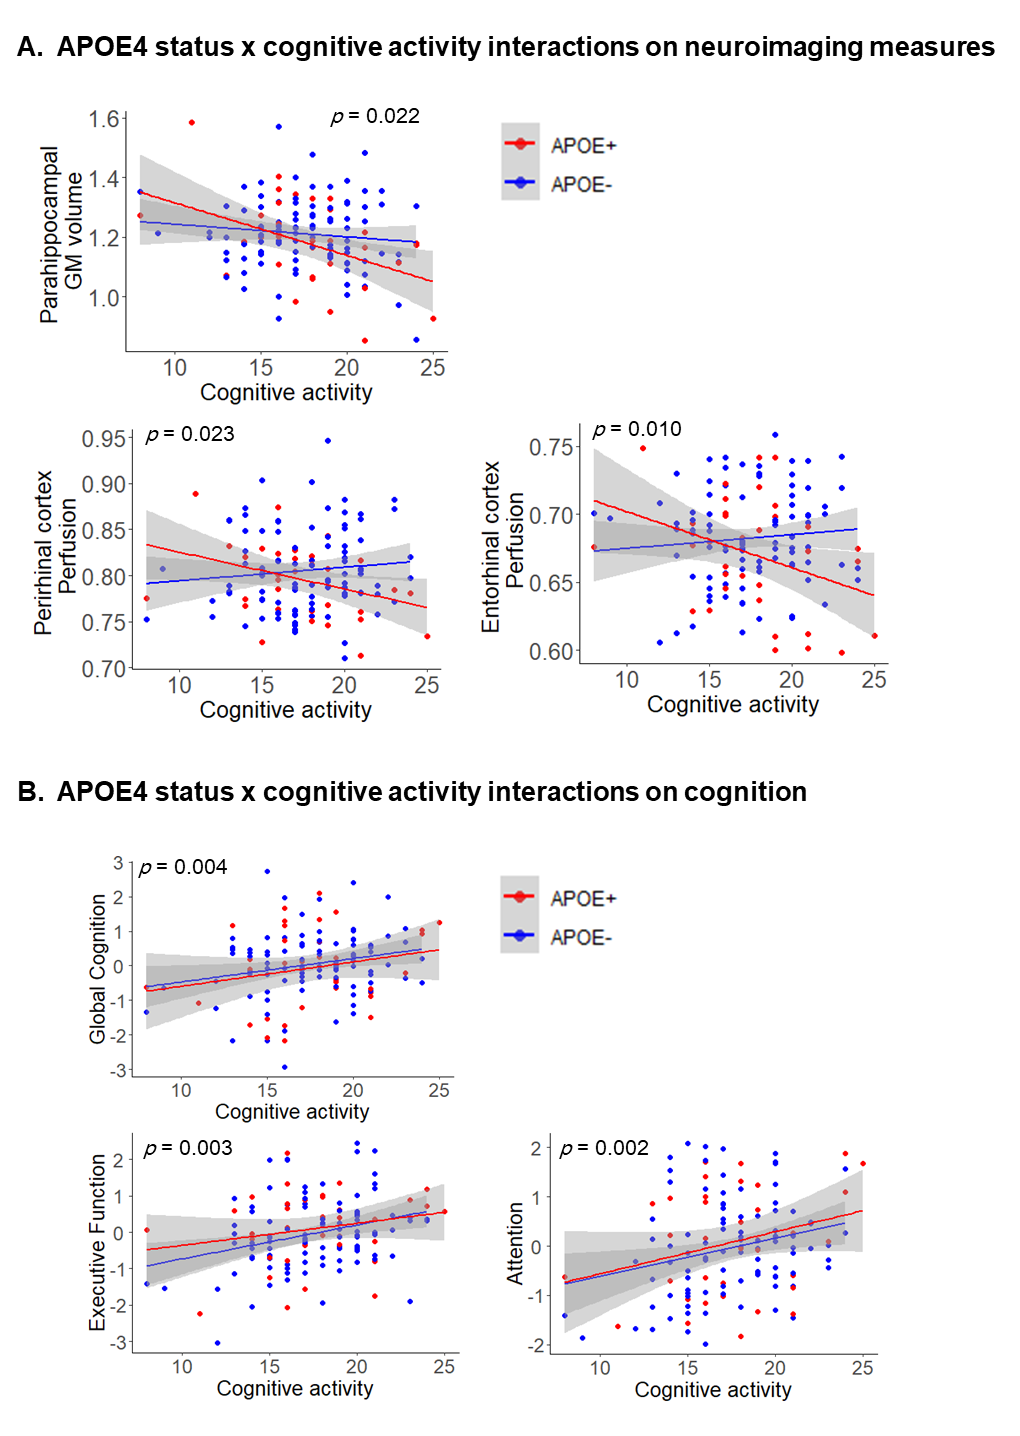 A. APOE4 status x cognitive activity interactions on neuroimaging measures
p = 0.022
APOE+
APOE-
Parahippocampal
GM volume
1.6
1.4
1.2
1.0
10 15 20 25
Cognitive activity
p = 0.023
Perirhinal cortex
Perfusion
0.95
0.90
0.85
0.80
0.75
0.70
10 15 20 25
Cognitive activity
p = 0.010
Entorhinal cortex
Perfusion
0.75
0.70
0.65
0.60
10 15 20 25
Cognitive activity
B. APOE4 status x cognitive activity interactions on cognition
p = 0.004
APOE+
APOE-
Global Cognition
3
2
1
0
-1
-2
-3
10 15 20 25
Cognitive activity
p = 0.003
Executive Function
2
1
0
-1
-2
-3
10 15 20 25
Cognitive activity
p = 0.002
Attention
2
1
0
-1
-2
10 15 20 25
Cognitive activity